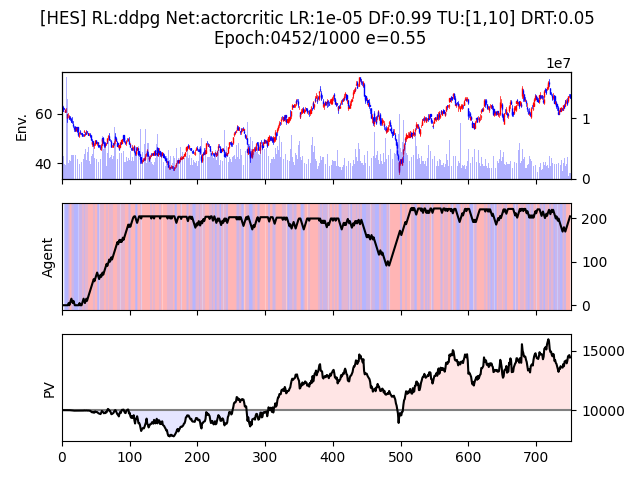 [HES] RL:ddpg Net:actorcritic LR:1e-05 DF:0.99 TU:[1,10] DRT:0.05
Epoch:0452/1000 e=0.55
1e7
Env.
60
40
1
0
Agent
200
100
0
PV
15000
10000
0 100 200 300 400 500 600 700